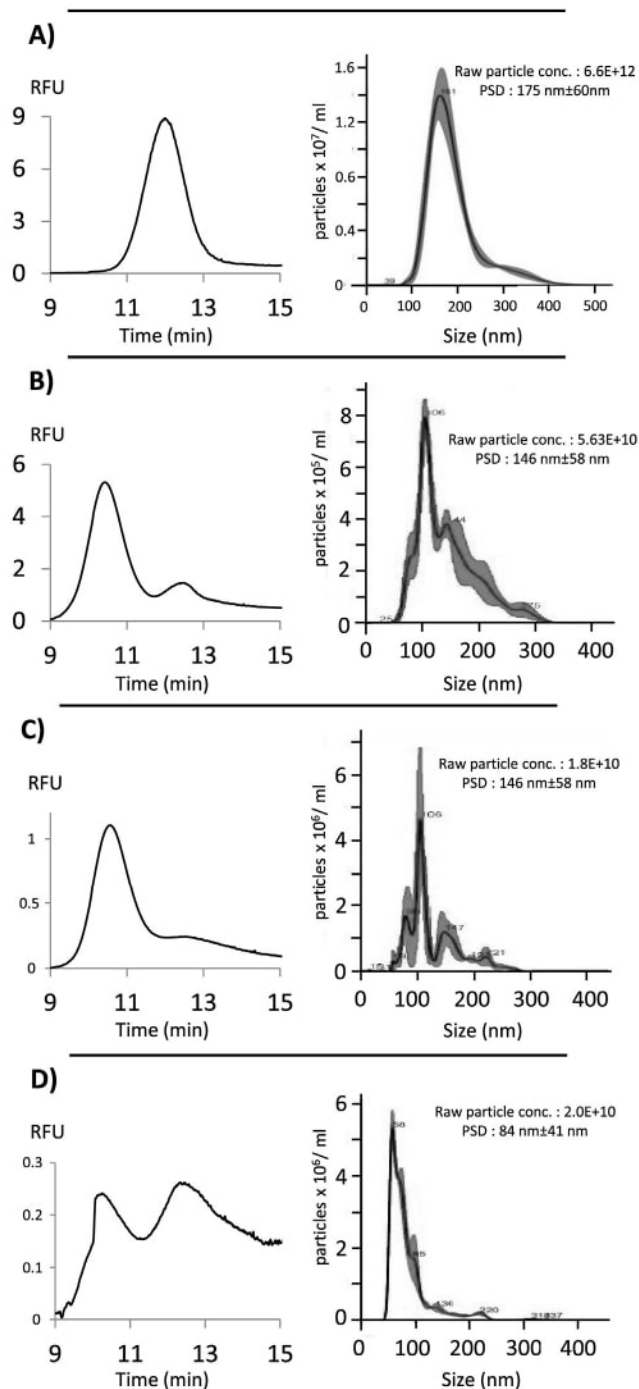 A)
RFU
9
6
3
0
9 11 13 15
Time (min)
particles x 10⁷/ ml
1.6
1.2
0.6
0.4
0
Raw particle conc. : 6.6E+12
PSD : 175 nm±60nm
39
0 100 200 300 400 500
Size (nm)
B)
RFU
6
4
2
0
9 11 13 15
Time (min)
particles x 10⁵/ ml
8
6
4
2
0
Raw particle conc. : 5.63E+10
PSD : 146 nm±58 nm
106
25
0 100 200 300 400
Size (nm)
C)
RFU
1
0.5
0
9 11 13 15
Time (min)
particles x 10⁶/ ml
6
4
2
0
Raw particle conc. : 1.8E+10
PSD : 146 nm±58 nm
106
0 100 200 300 400
Size (nm)
D)
RFU
0.3
0.2
0.1
0
9 11 13 15
Time (min)
particles x 10⁶/ ml
6
4
2
0
Raw particle conc. : 2.0E+10
PSD : 84 nm±41 nm
58
136
220
0 100 200 300 400
Size (nm)